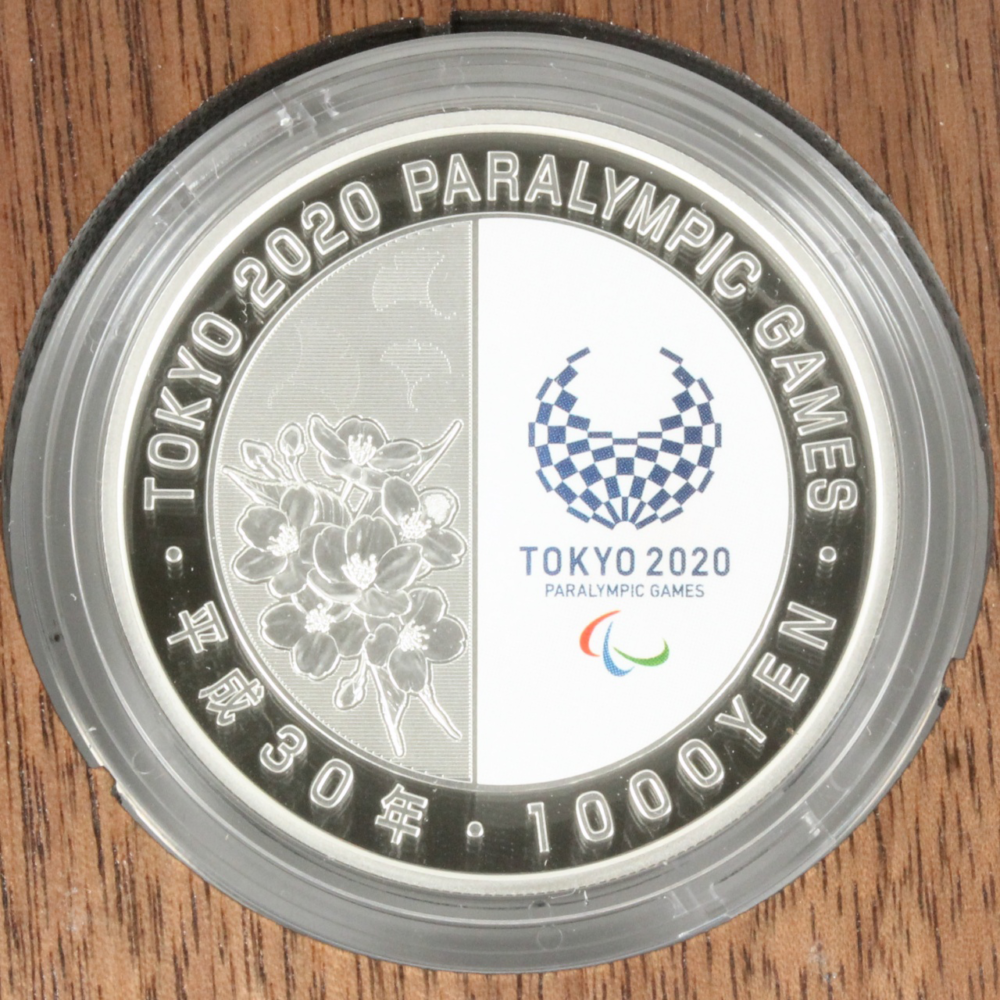 TOKYO 2020 PARALYMPIC GAMES
TOKYO 2020
PARALYMPIC GAMES
平成30年・1000YEN